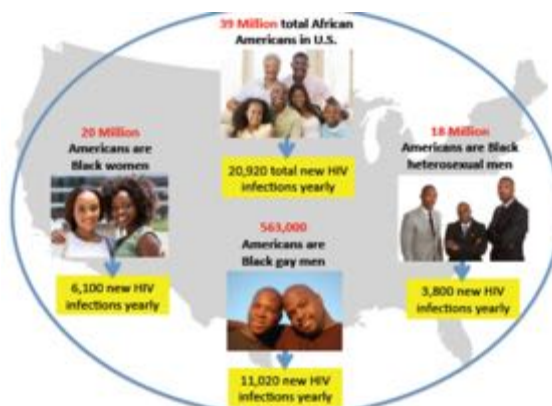 39 Million total African
Americans in U.S.
20,920 total new HIV
infections yearly
20 Million
Americans are
Black women
6,100 new HIV
infections yearly
563,000
Americans are
Black gay men
11,020 new HIV
infections yearly
18 Million
Americans are Black
heterosexual men
3,800 new HIV
infections yearly